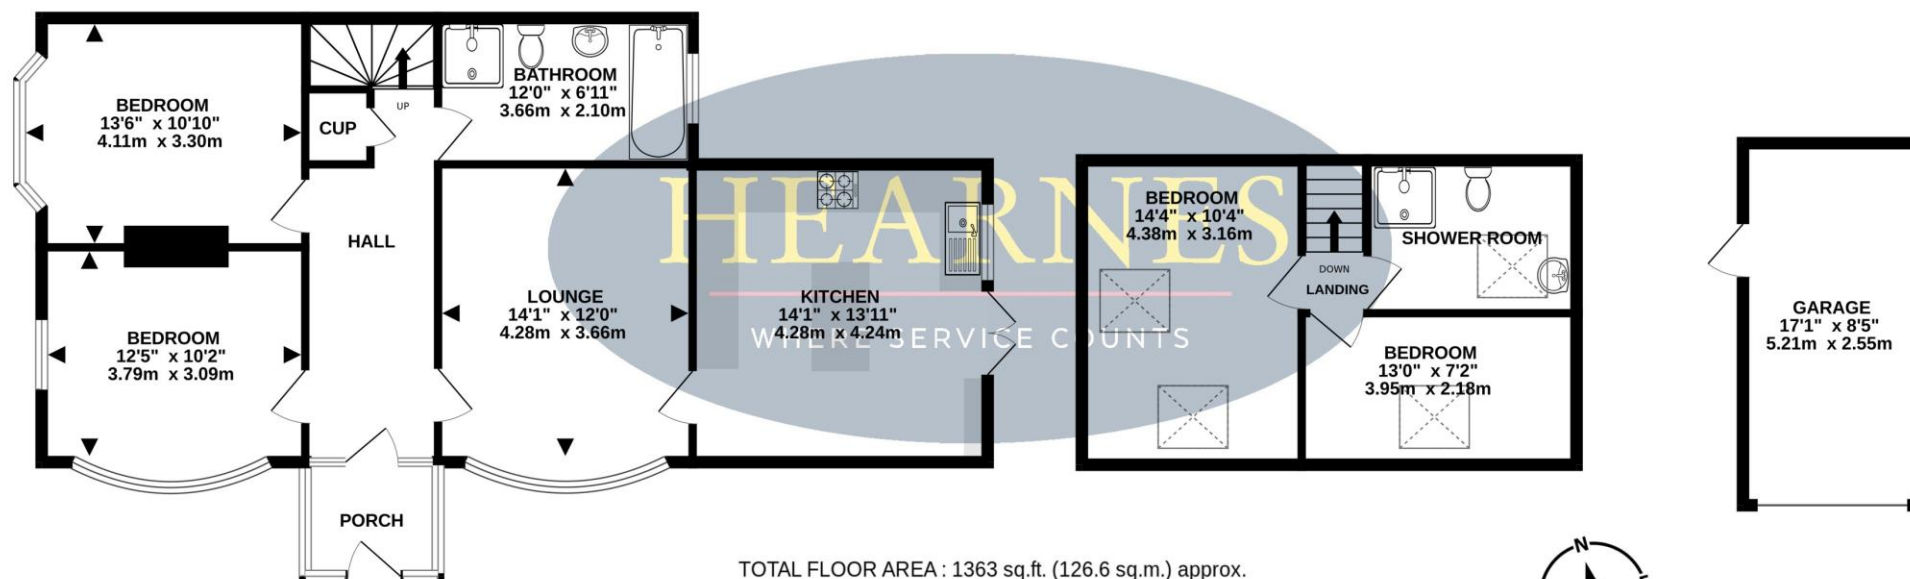 BEDROOM
13'6" x 10'10"
4.11m x 3.30m
UP
CUP
BATHROOM
12'0" x 6'11"
3.66m x 2.10m
HALL
BEDROOM
12'5" x 10'2"
3.79m x 3.09m
LOUNGE
14'1" x 12'0"
4.28m x 3.66m
KITCHEN
14'1" x 13'11"
4.28m x 4.24m
PORCH
HEARNES
WHERE SERVICE COUNTS
BEDROOM
14'4" x 10'4"
4.38m x 3.16m
SHOWER ROOM
DOWN
LANDING
BEDROOM
13'0" x 7'2"
3.95m x 2.18m
GARAGE
17'1" x 8'5"
5.21m x 2.55m
TOTAL FLOOR AREA : 1363 sq.ft. (126.6 sq.m.) approx.
N